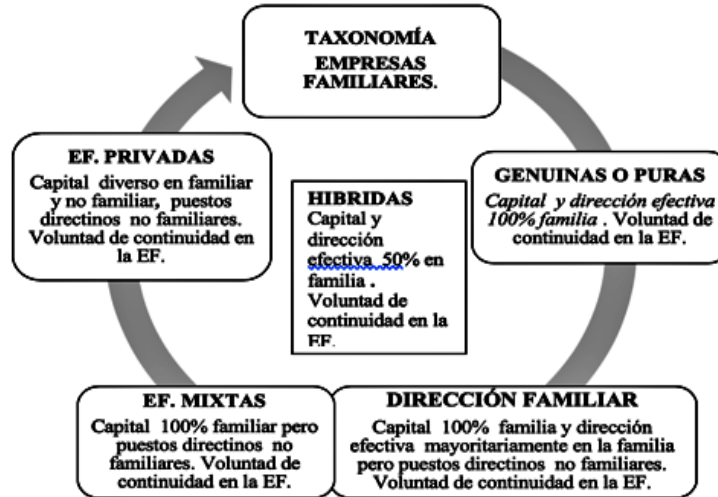 TAXONOMÍA
EMPRESAS
FAMILIARES.
GENUINAS O PURAS
Capital y dirección efectiva
100% familia . Voluntad de
continuidad en la EF.
DIRECCIÓN FAMILIAR
Capital 100% familia y dirección
efectiva mayoritariamente en la familia
pero puestos directinos no familiares.
Voluntad de continuidad en la EF.
EF. MIXTAS
Capital 100% familiar pero
puestos directinos no
familiares. Voluntad de
continuidad en la EF.
EF. PRIVADAS
Capital diverso en familiar
y no familiar, puestos
directinos no familiares.
Voluntad de continuidad en
la EF.
HIBRIDAS
Capital y
dirección
efectiva 50% en
familia .
Voluntad de
continuidad en la
EF.